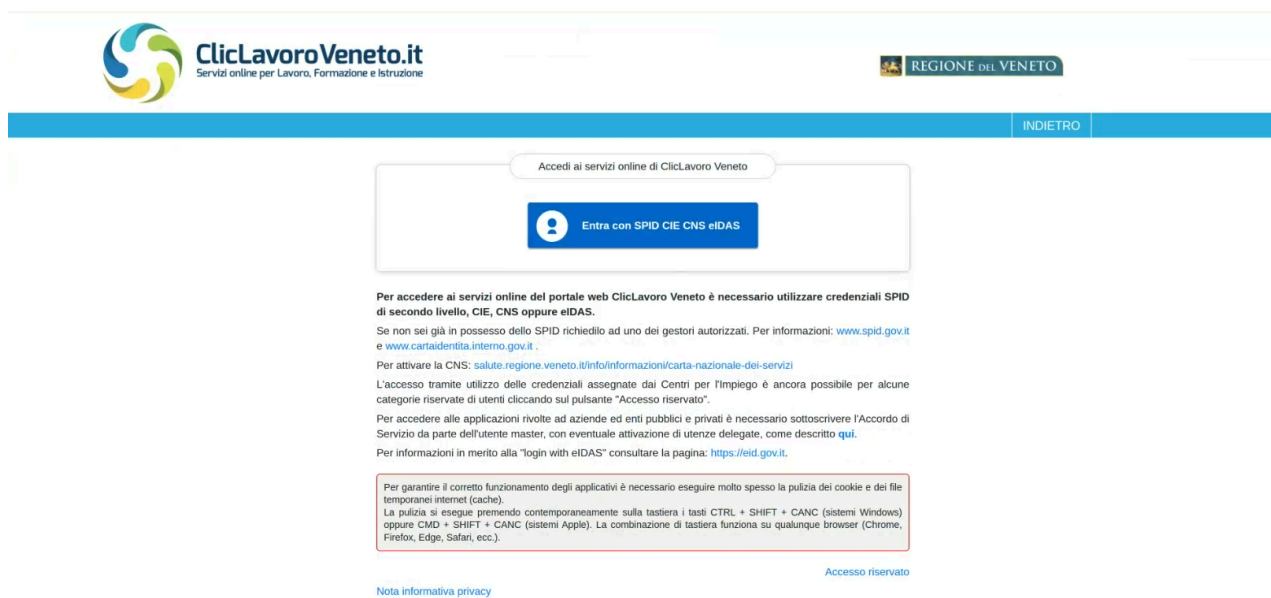 ClicLavoroVeneto.it
Servizi online per Lavoro, Formazione e Istruzione
REGIONE DEL VENETO
INDIETRO
Accedi ai servizi online di ClicLavoro Veneto
Entra con SPID CIE CNS eIDAS
Per accedere ai servizi online del portale web ClicLavoro Veneto è necessario utilizzare credenziali SPID
di secondo livello, CIE, CNS oppure eIDAS.
Se non sei già in possesso dello SPID richiedilo ad uno dei gestori autorizzati. Per informazioni: www.spid.gov.it
e www.cartaidentita.interno.gov.it .
Per attivare la CNS: salute.regione.veneto.it/info/informazioni/carta-nazionale-dei-servizi
L'accesso tramite utilizzo delle credenziali assegnate dai Centri per l'Impiego è ancora possibile per alcune
categorie riservate di utenti cliccando sul pulsante "Accesso riservato".
Per accedere alle applicazioni rivolte ad aziende ed enti pubblici e privati è necessario sottoscrivere l'Accordo di
Servizio da parte dell'utente master, con eventuale attivazione di utenze delegate, come descritto qui.
Per informazioni in merito alla "login with eIDAS" consultare la pagina: https://eid.gov.it.
Per garantire il corretto funzionamento degli applicativi è necessario eseguire molto spesso la pulizia dei cookie e dei file
temporanei internet (cache).
La pulizia si esegue premendo contemporaneamente sulla tastiera i tasti CTRL + SHIFT + CANC (sistemi Windows)
oppure CMD + SHIFT + CANC (sistemi Apple). La combinazione di tastiera funziona su qualunque browser (Chrome,
Firefox, Edge, Safari, ecc.).
Accesso riservato
Nota informativa privacy